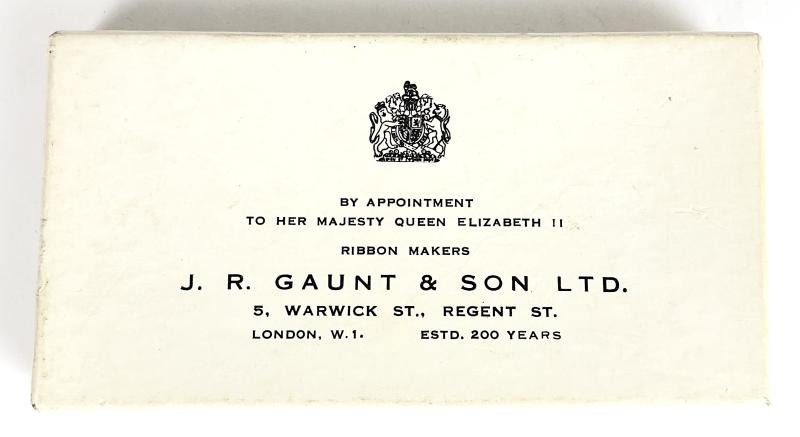 BY APPOINTMENT
TO HER MAJESTY QUEEN ELIZABETH II
RIBBON MAKERS
J. R. GAUNT & SON LTD.
5, WARWICK ST., REGENT ST.
LONDON, W.1. ESTD. 200 YEARS